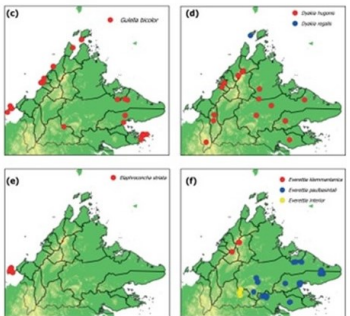 (c)
Gulella bicolor
(d)
Dyakia hugonis
Dyakia regalis
(e)
Elaphroconcha striata
(f)
Everettia klemmantanica
Everettia paulbasintali
Everettia interior